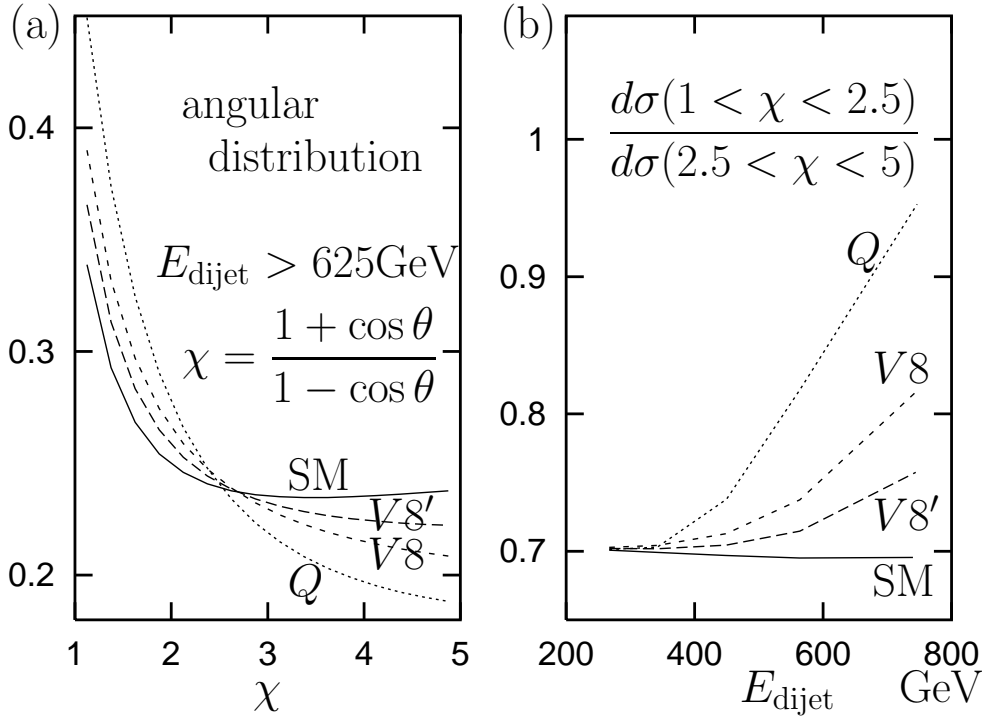 (a)
angular
distribution
E_dijet > 625GeV
χ = (1 + cos θ)/(1 − cos θ)
SM
V8′
V8
Q
0.4
0.3
0.2
1 2 3 4 5
χ
(b)
dσ(1 < χ < 2.5)
dσ(2.5 < χ < 5)
Q
V8
V8′
SM
1
0.9
0.8
0.7
200 400 600 800
E_dijet GeV